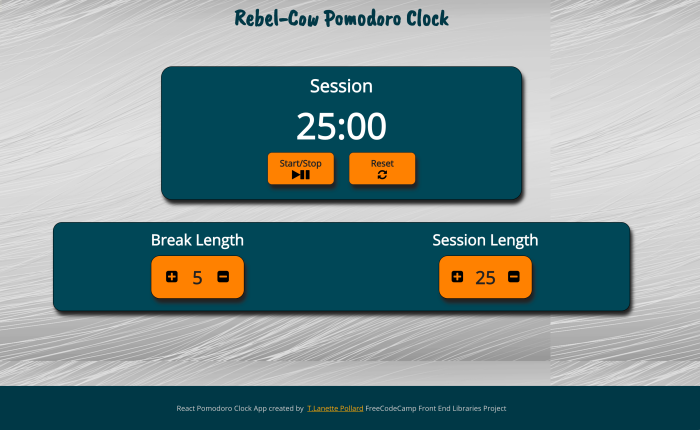 Rebel-Cow Pomodoro Clock
Session
25:00
Start/Stop
Reset
Break Length
Session Length
5
25
React Pomodoro Clock App created by T.Lanette Pollard FreeCodeCamp Front End Libraries Project